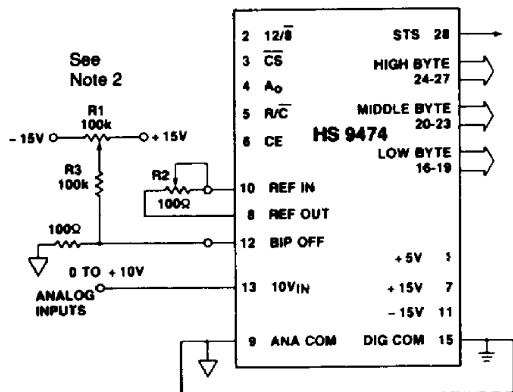 See
Note 2
R1
100k
- 15V
+ 15V
R3
100k
100Ω
R2
100Ω
0 TO + 10V
ANALOG
INPUTS
2 12/8̅
3 C̅S̅
4 Ao
5 R/C̅
6 CE
HS 9474
10 REF IN
8 REF OUT
12 BIP OFF
13 10VIN
9 ANA COM
STS 28
HIGH BYTE
24-27
MIDDLE BYTE
20-23
LOW BYTE
16-19
+ 5V
+ 15V 7
- 15V 11
DIG COM 15